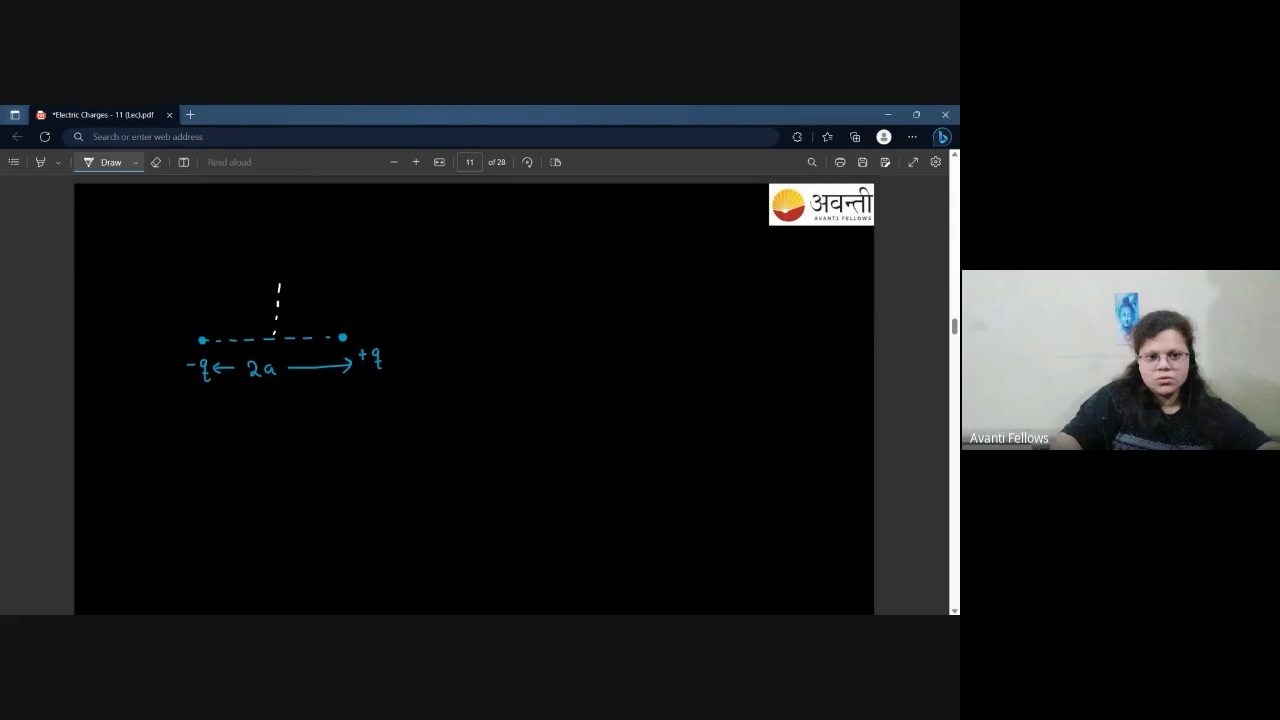 *Electric Charges - 11 (Lec).pdf
Search or enter web address
Draw
Read aloud
11 of 28
अवन्ती
AVANTI FELLOWS
-q ← 2a → +q
Avanti Fellows